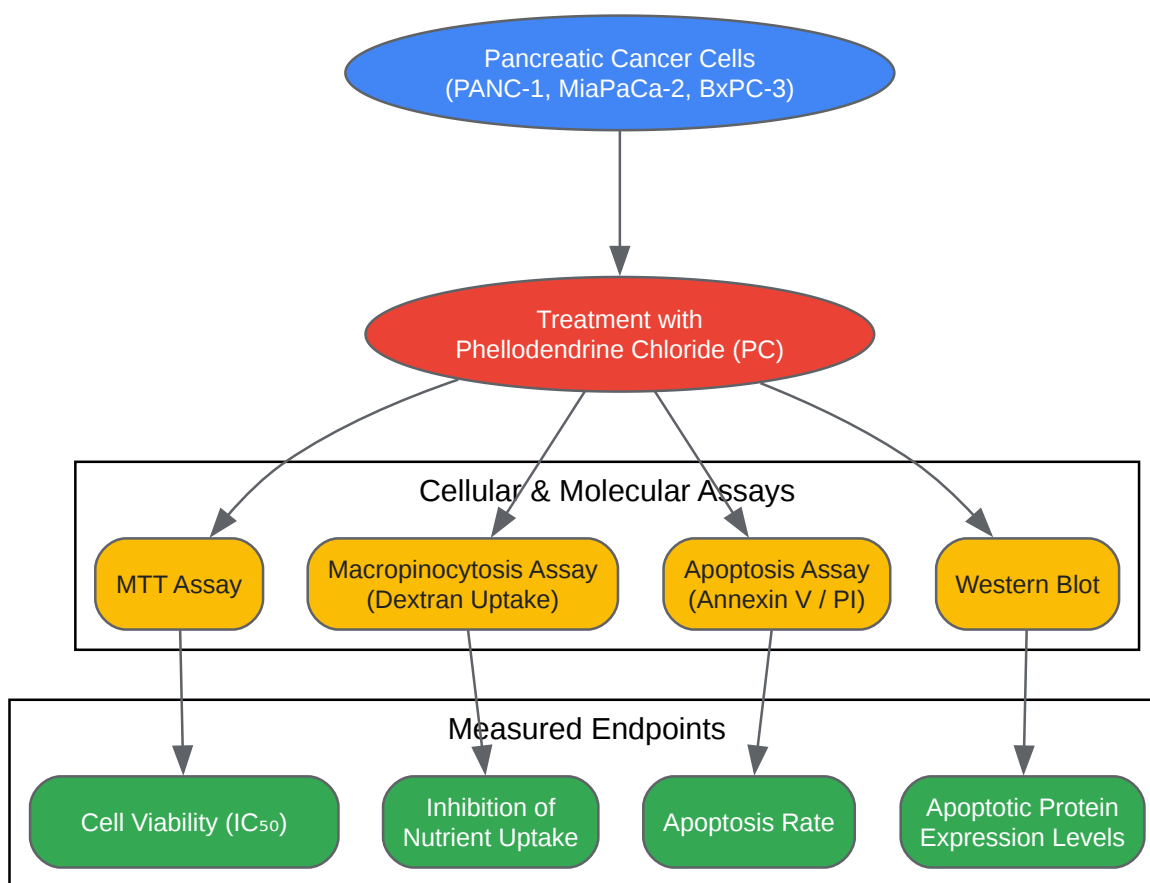 Pancreatic Cancer Cells
(PANC-1, MiaPaCa-2, BxPC-3)
Treatment with
Phellodendrine Chloride (PC)
Cellular & Molecular Assays
MTT Assay
Macropinocytosis Assay
(Dextran Uptake)
Apoptosis Assay
(Annexin V / PI)
Western Blot
Measured Endpoints
Cell Viability (IC₅₀)
Inhibition of
Nutrient Uptake
Apoptosis Rate
Apoptotic Protein
Expression Levels